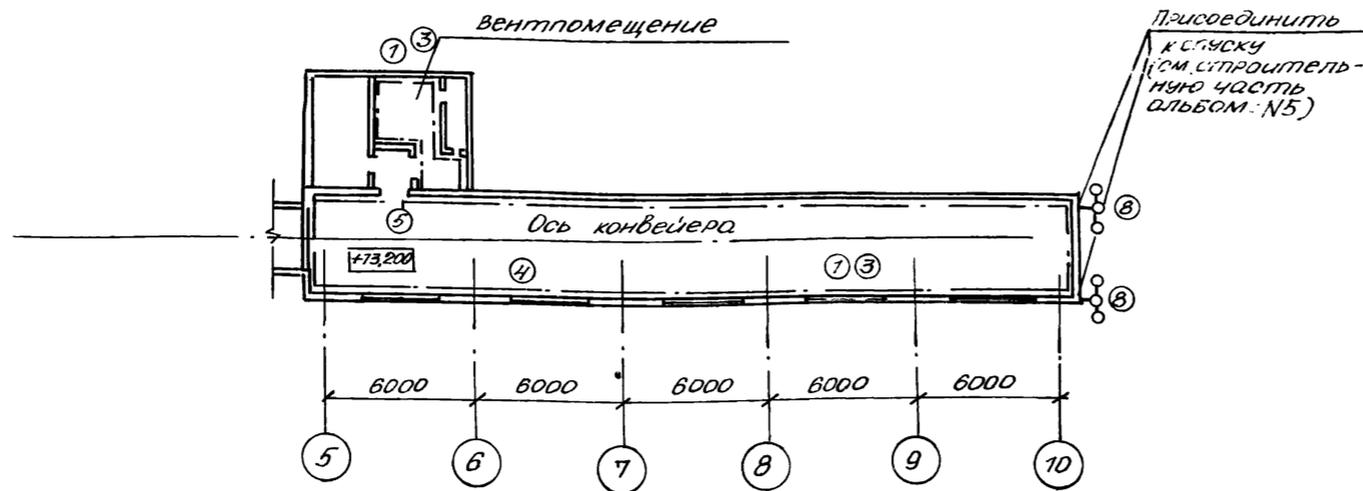 Вентпомещение
1 3
Присоединить
к спуску
(см. строитель-
ную часть
альбом: N5)
8
5
Ось конвейера
+73,200
4
1 3
8
6000 6000 6000 6000 6000
5 6 7 8 9 10